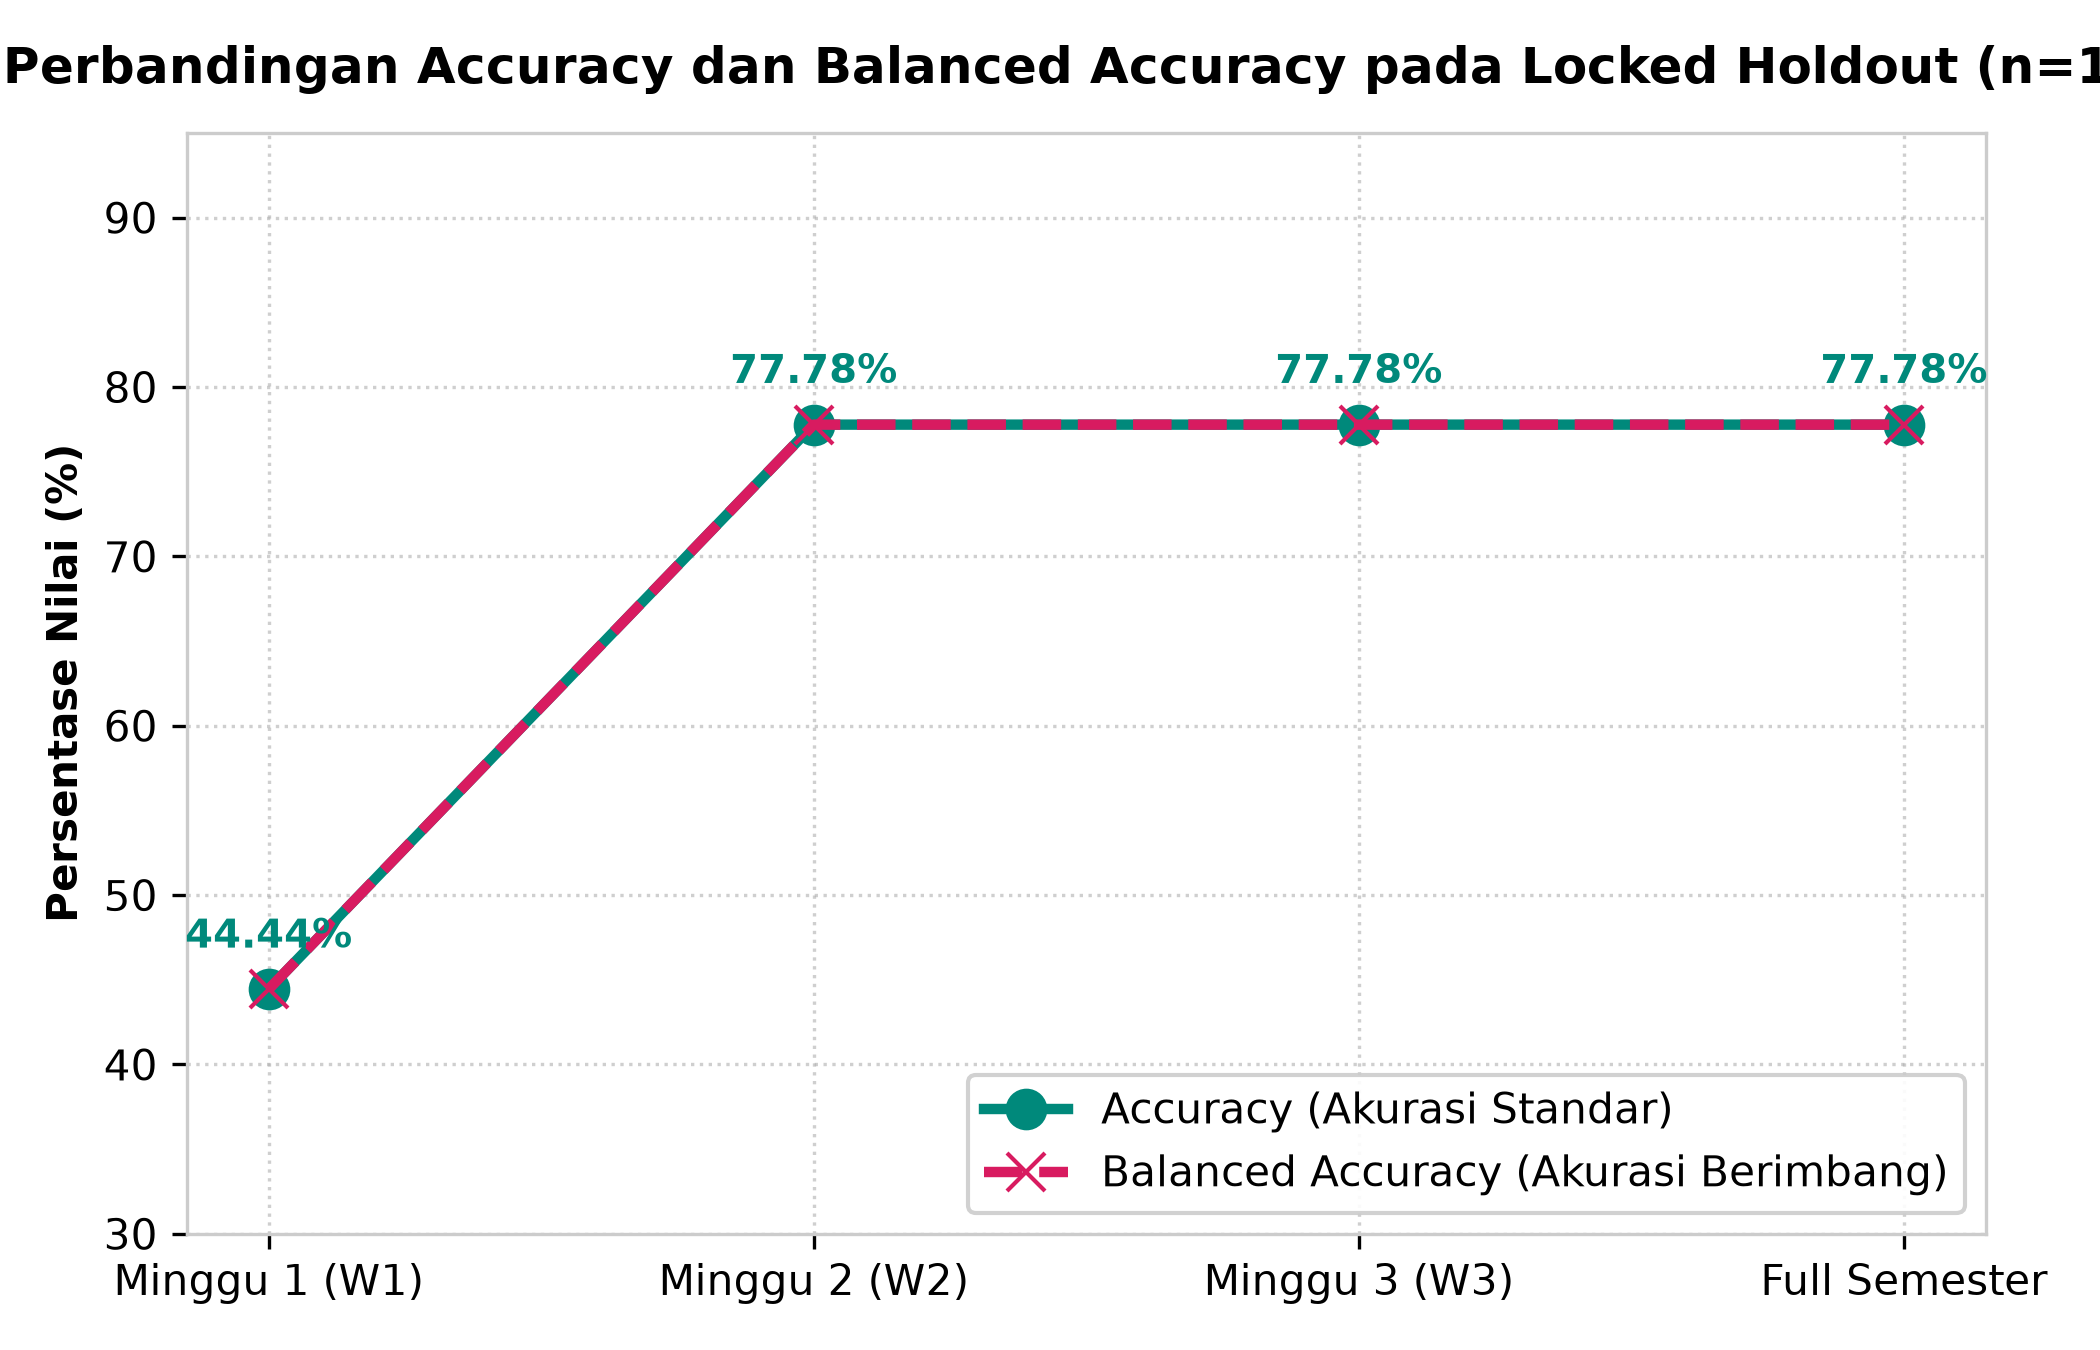 Perbandingan Accuracy dan Balanced Accuracy pada Locked Holdout (n=1
Persentase Nilai (%)
90
80
70
60
50
40
30
44.44%
77.78%
77.78%
77.78%
Accuracy (Akurasi Standar)
Balanced Accuracy (Akurasi Berimbang)
Minggu 1 (W1)
Minggu 2 (W2)
Minggu 3 (W3)
Full Semester